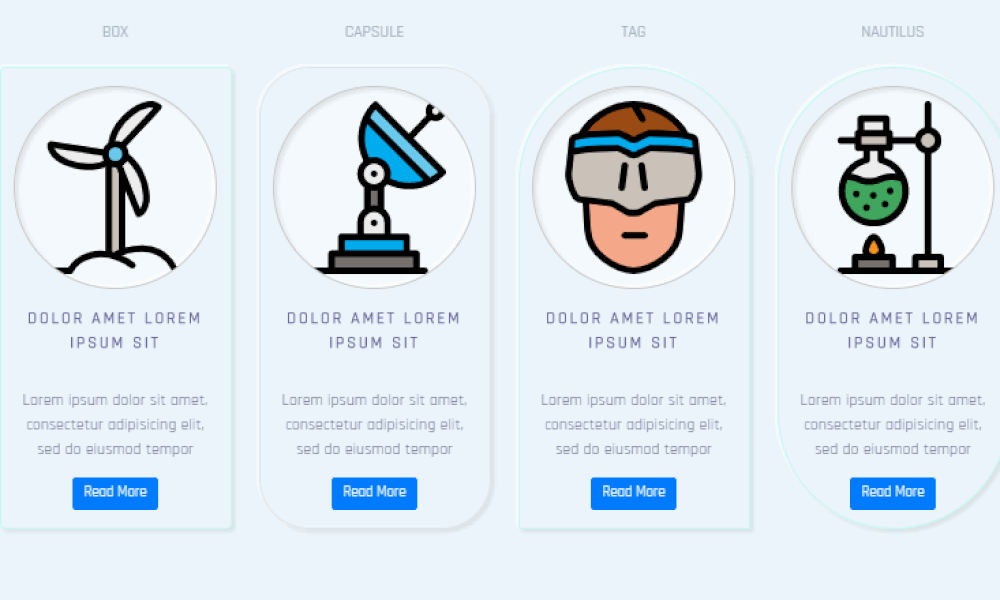 BOX
CAPSULE
TAG
NAUTILUS
DOLOR AMET LOREM
IPSUM SIT
Lorem ipsum dolor sit amet,
consectetur adipisicing elit,
sed do eiusmod tempor
Read More
DOLOR AMET LOREM
IPSUM SIT
Lorem ipsum dolor sit amet,
consectetur adipisicing elit,
sed do eiusmod tempor
Read More
DOLOR AMET LOREM
IPSUM SIT
Lorem ipsum dolor sit amet,
consectetur adipisicing elit,
sed do eiusmod tempor
Read More
DOLOR AMET LOREM
IPSUM SIT
Lorem ipsum dolor sit amet,
consectetur adipisicing elit,
sed do eiusmod tempor
Read More